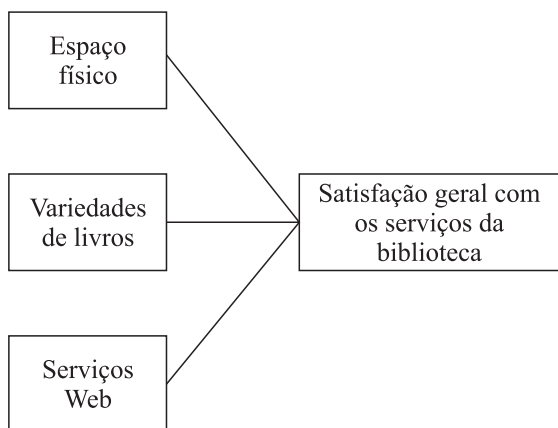 Espaço
físico
Variedades
de livros
Satisfação geral com
os serviços da
biblioteca
Serviços
Web